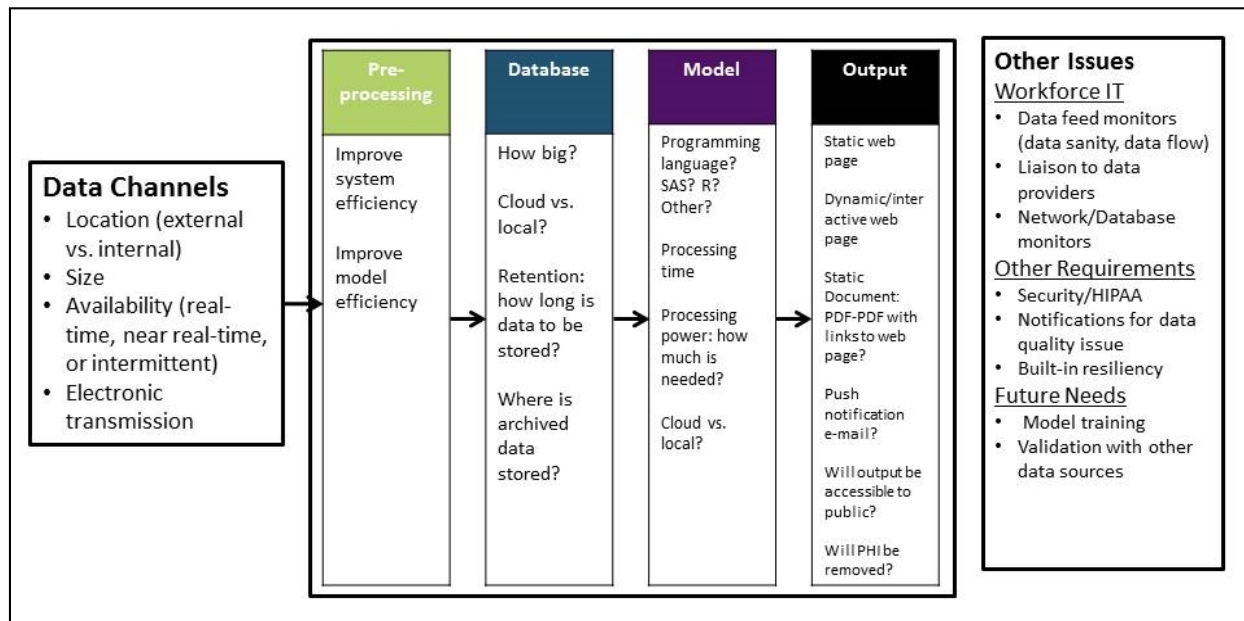 Data Channels
• Location (external
vs. internal)
• Size
• Availability (real-
time, near real-time,
or intermittent)
• Electronic
transmission
Pre-
processing
Improve
system
efficiency
Improve
model
efficiency
Database
How big?
Cloud vs.
local?
Retention:
how long is
data to be
stored?
Where is
archived
data
stored?
Model
Programming
language?
SAS? R?
Other?
Processing
time
Processing
power: how
much is
needed?
Cloud vs.
local?
Output
Static web
page
Dynamic/inter
active web
page
Static
Document:
PDF-PDF with
links to web
page?
Push
notification
e-mail?
Will output be
accessible to
public?
Will PHI be
removed?
Other Issues
Workforce IT
• Data feed monitors
(data sanity, data flow)
• Liaison to data
providers
• Network/Database
monitors
Other Requirements
• Security/HIPAA
• Notifications for data
quality issue
• Built-in resiliency
Future Needs
• Model training
• Validation with other
data sources